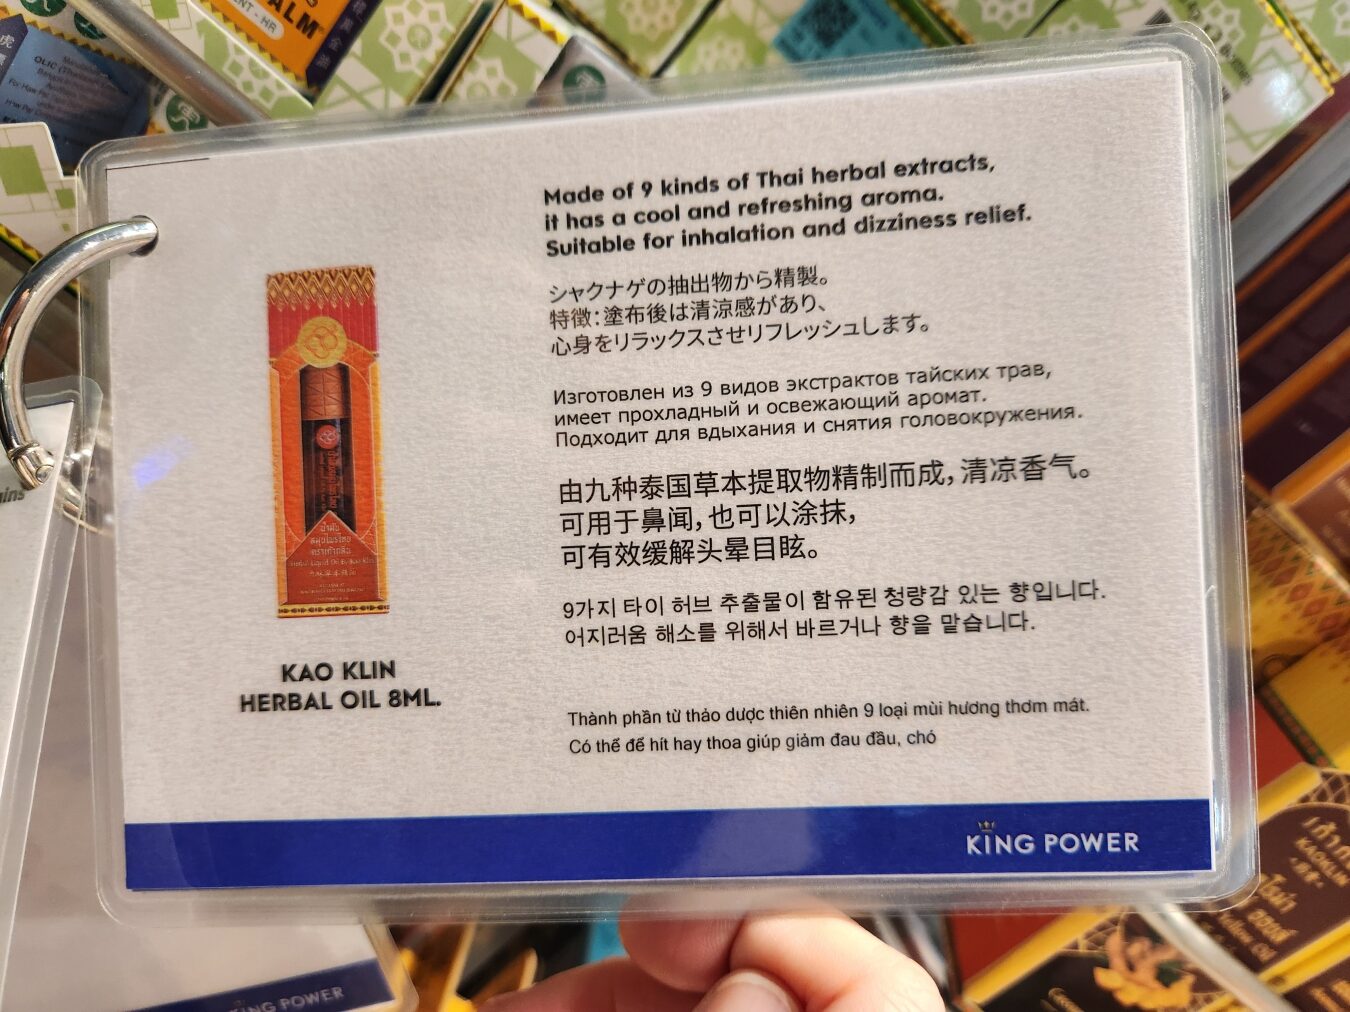 ALM
OLIC (Thailand)
KAO KLIN
HERBAL OIL 8ML.
Made of 9 kinds of Thai herbal extracts,
it has a cool and refreshing aroma.
Suitable for inhalation and dizziness relief.
シャクナゲの抽出物から精製。
特徴：塗布後は清涼感があり、
心身をリラックスさせリフレッシュします。
Изготовлен из 9 видов экстрактов тайских трав,
имеет прохладный и освежающий аромат.
Подходит для вдыхания и снятия головокружения.
由九种泰国草本提取物精制而成，清凉香气。
可用于鼻闻，也可以涂抹，
可有效缓解头晕目眩。
9가지 타이 허브 추출물이 함유된 청량감 있는 향입니다.
어지러움 해소를 위해서 바르거나 향을 맡습니다.
Thành phần từ thảo dược thiên nhiên 9 loại mùi hương thơm mát.
Có thể để hít hay thoa giúp giảm đau đầu, chó
KING POWER
KING POWER